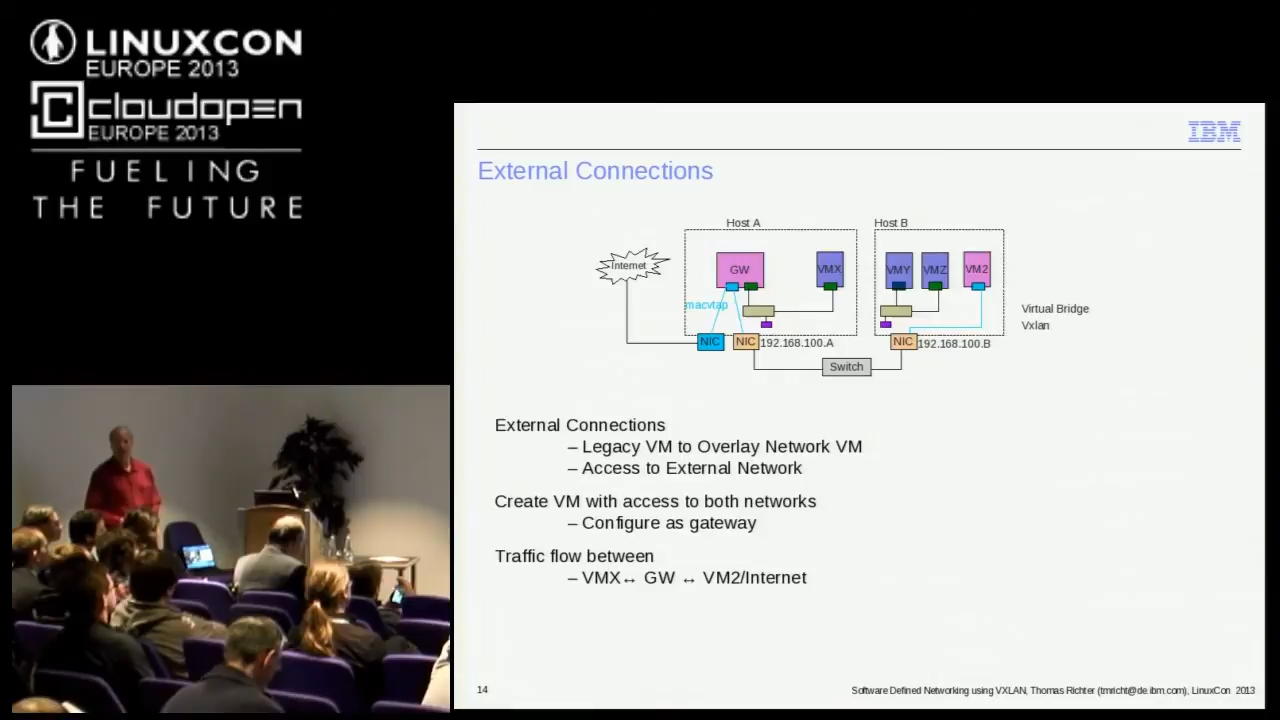 LINUXCON
EUROPE 2013
cloudopen
EUROPE 2013
FUELING
THE FUTURE
IBM
External Connections
Host A
Host B
Internet
GW
VMX
VMY
VMZ
VM2
macvtap
Virtual Bridge
Vxlan
NIC
NIC
192.168.100.A
NIC
192.168.100.B
Switch
External Connections
– Legacy VM to Overlay Network VM
– Access to External Network
Create VM with access to both networks
– Configure as gateway
Traffic flow between
– VMX↔ GW ↔ VM2/Internet
14
Software Defined Networking using VXLAN, Thomas Richter (tmricht@de.ibm.com), LinuxCon 2013